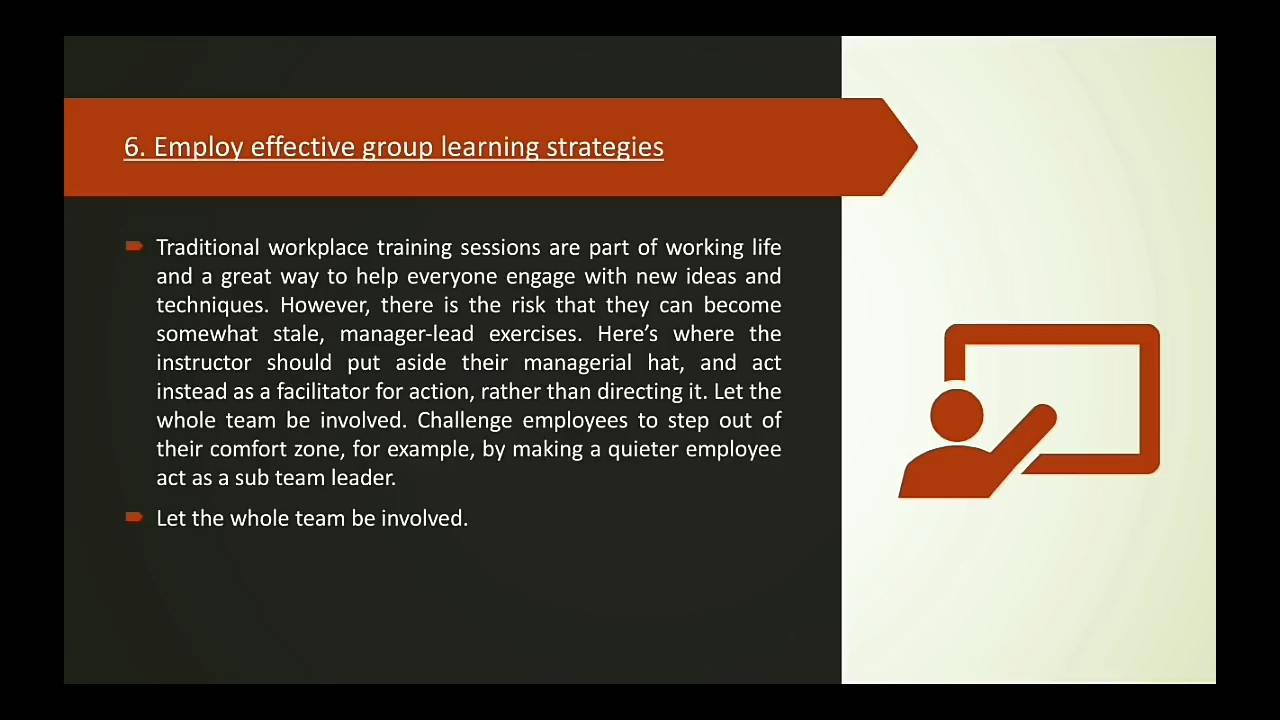 6. Employ effective group learning strategies
Traditional workplace training sessions are part of working life
and a great way to help everyone engage with new ideas and
techniques. However, there is the risk that they can become
somewhat stale, manager-lead exercises. Here’s where the
instructor should put aside their managerial hat, and act
instead as a facilitator for action, rather than directing it. Let the
whole team be involved. Challenge employees to step out of
their comfort zone, for example, by making a quieter employee
act as a sub team leader.
Let the whole team be involved.